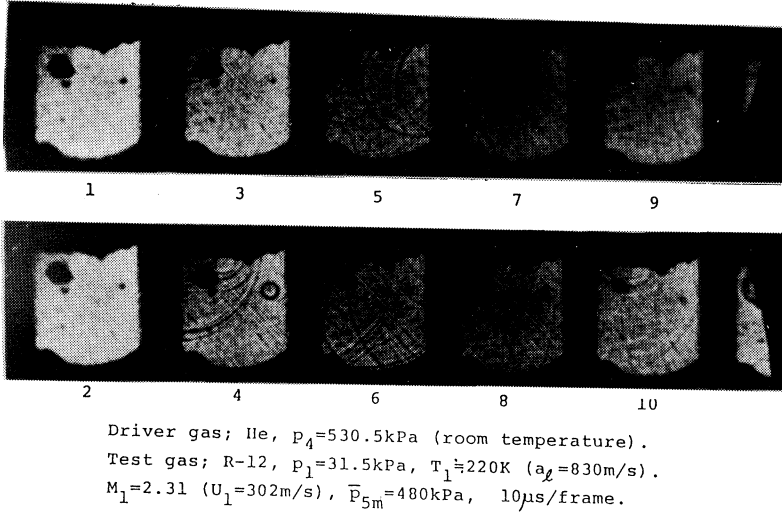 1 3 5 7 9
2 4 6 8 10
Driver gas; He, p4=530.5kPa (room temperature).
Test gas; R-12, p1=31.5kPa, T1≒220K (aℓ=830m/s).
M1=2.31 (U1=302m/s), p̅5m=480kPa, 10μs/frame.